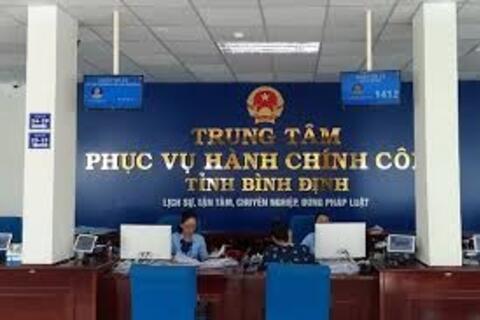 TRUNG TÂM
PHỤC VỤ HÀNH CHÍNH CÔN
TỈNH BÌNH ĐỊNH
LỊCH SỰ, TẬN TÂM, CHUYÊN NGHIỆP, ĐÚNG PHÁP LUẬT
1412